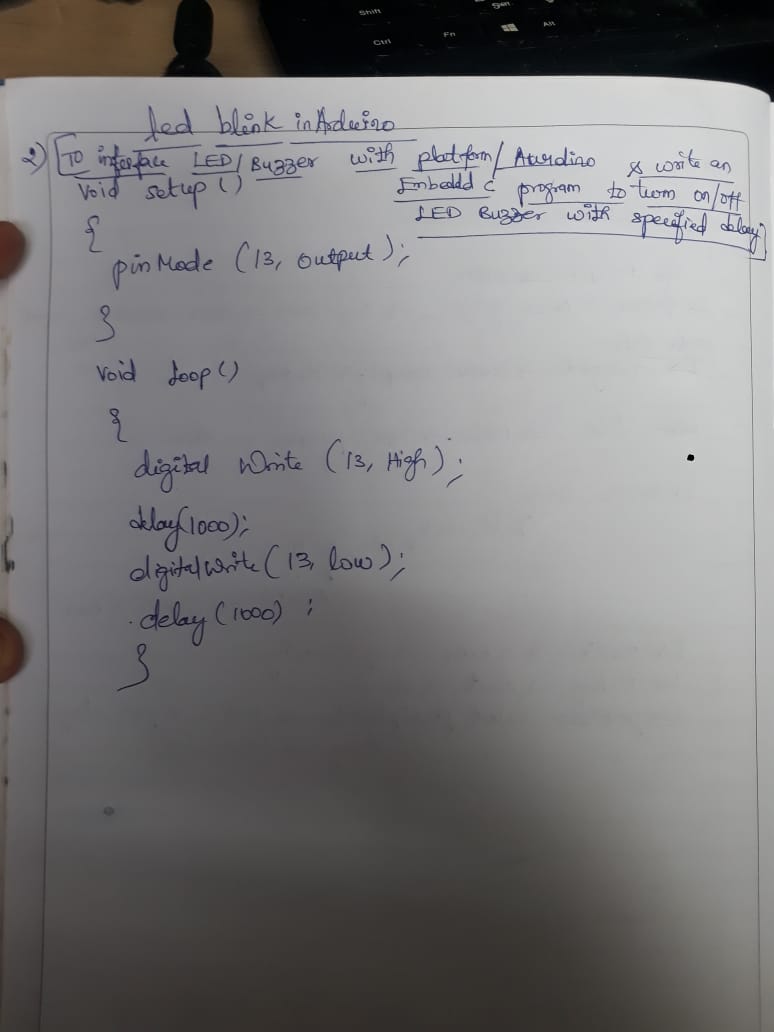 Shift
Ctrl
Fn
Alt
led blink in Arduino
2) To interface LED/Buzzer with platform/Aurdino & write an
Embedd C program to turn on/off
LED Buzzer with specified delay
void setup ()
{
pinMode (13, output);
}
void loop ()
{
digital Write (13, High);
delay(1000);
digitalwrite (13, low);
delay (1000) ;
}